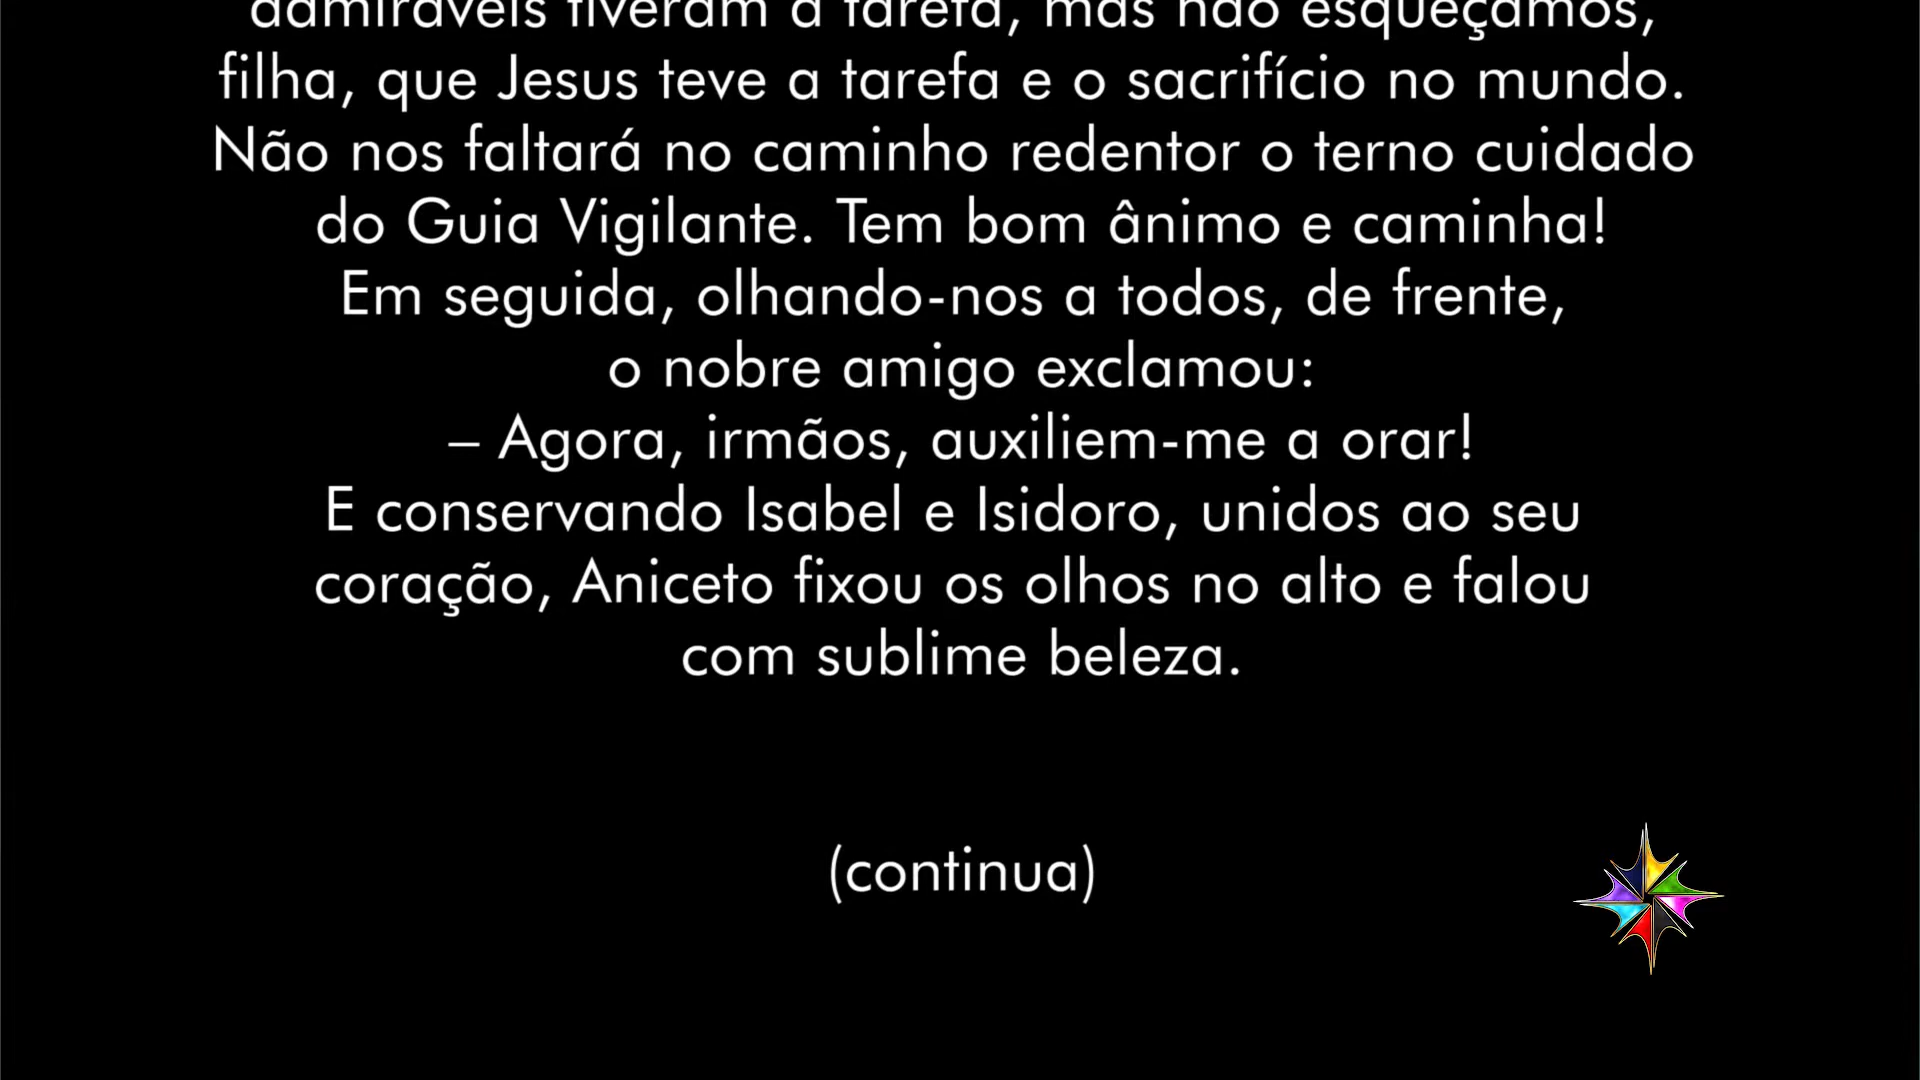 admiráveis tiveram a tarefa, mas não esqueçamos,
filha, que Jesus teve a tarefa e o sacrifício no mundo.
Não nos faltará no caminho redentor o terno cuidado
do Guia Vigilante. Tem bom ânimo e caminha!
Em seguida, olhando-nos a todos, de frente,
o nobre amigo exclamou:
– Agora, irmãos, auxiliem-me a orar!
E conservando Isabel e Isidoro, unidos ao seu
coração, Aniceto fixou os olhos no alto e falou
com sublime beleza.
(continua)